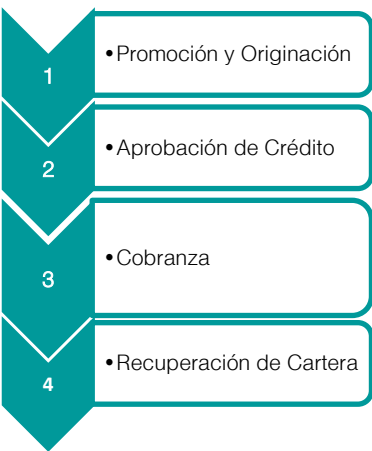 1
•Promoción y Originación
2
•Aprobación de Crédito
3
•Cobranza
4
•Recuperación de Cartera